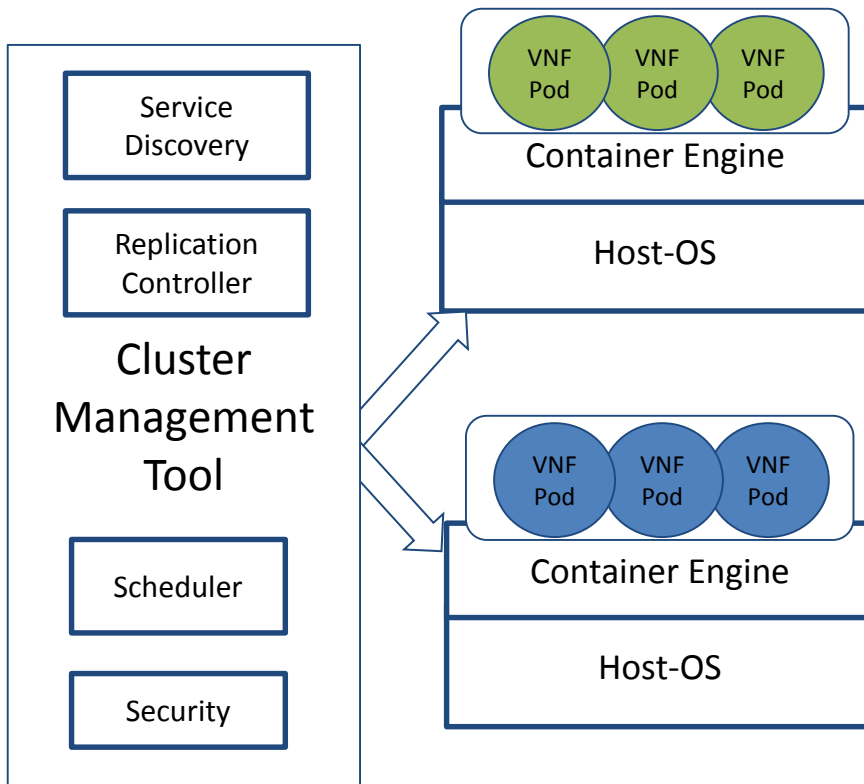 Service
Discovery
Replication
Controller
Cluster
Management
Tool
Scheduler
Security
VNF
Pod
VNF
Pod
VNF
Pod
Container Engine
Host-OS
VNF
Pod
VNF
Pod
VNF
Pod
Container Engine
Host-OS